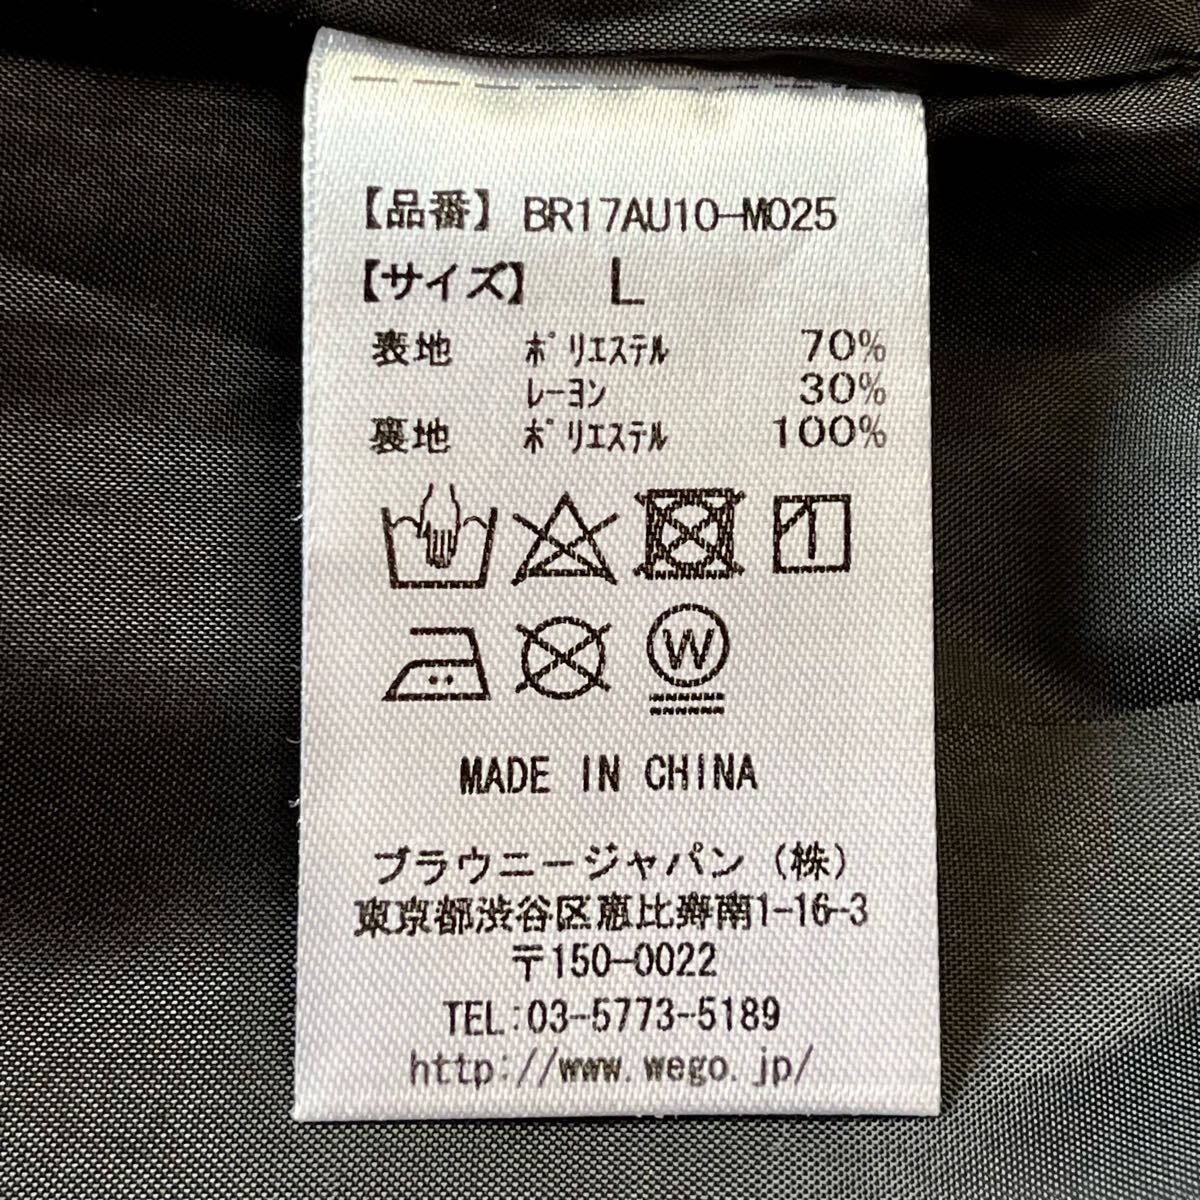 【品番】 BR17AU10-M025
【サイズ】 L
表地 ポリエステル 70%
レーヨン 30%
裏地 ポリエステル 100%
W
MADE IN CHINA
ブラウニージャパン(株)
東京都渋谷区恵比寿南1-16-3
〒150-0022
TEL:03-5773-5189
http://www.wego.jp/